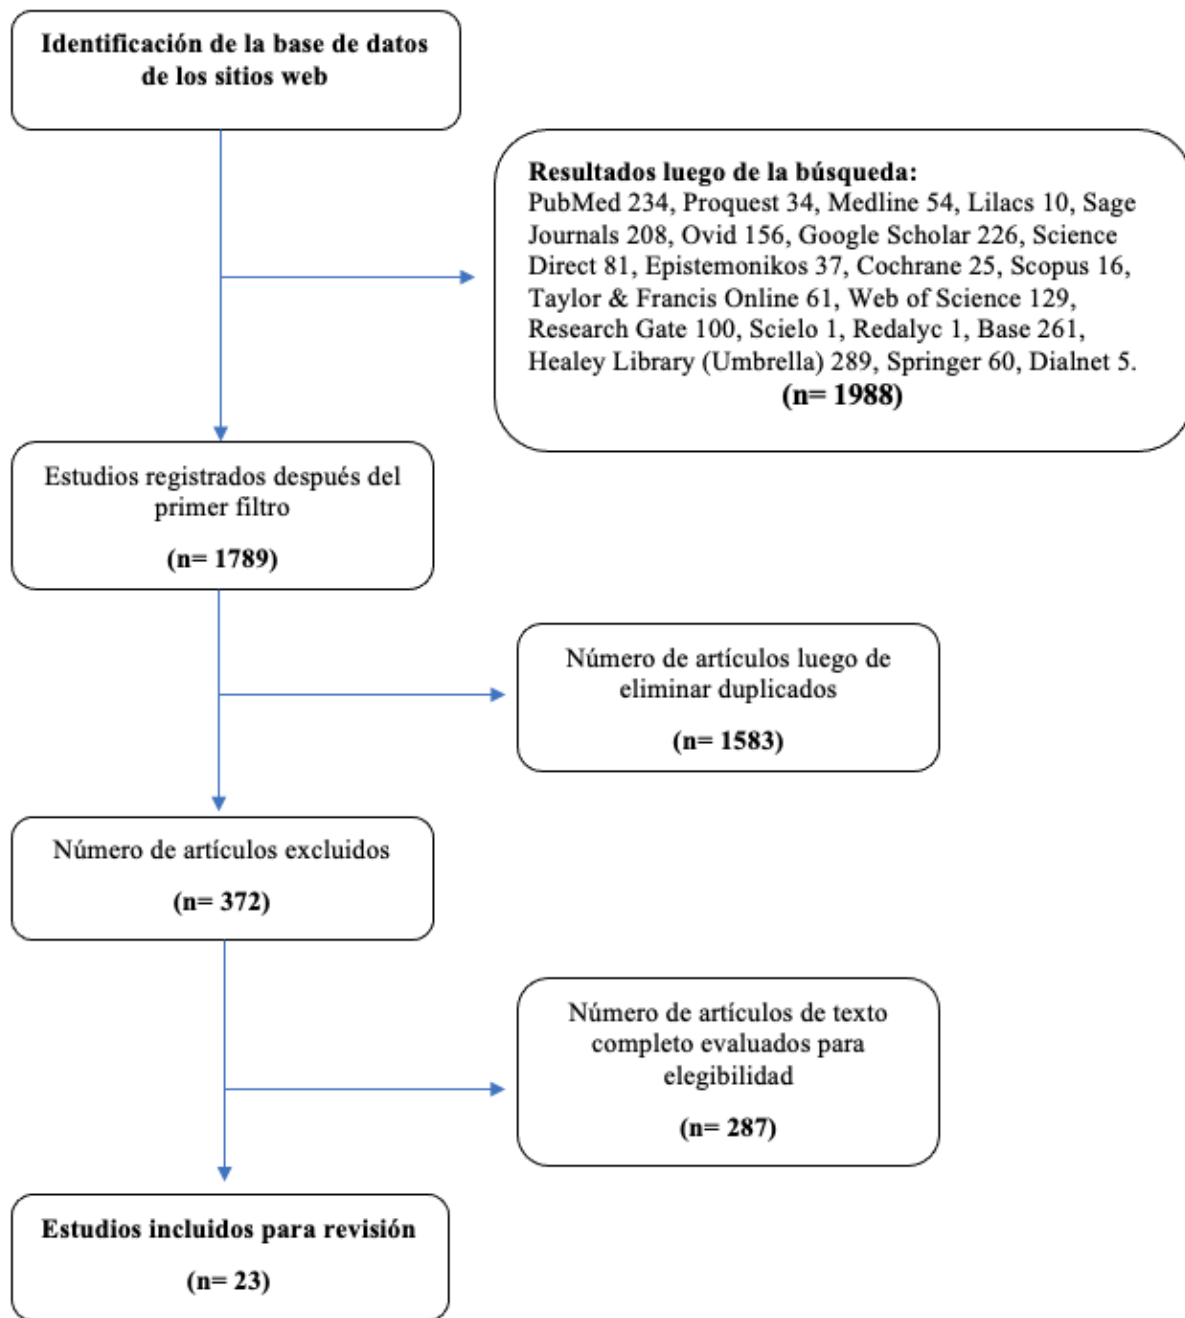 Identificación de la base de datos
de los sitios web
Resultados luego de la búsqueda:
PubMed 234, Proquest 34, Medline 54, Lilacs 10, Sage
Journals 208, Ovid 156, Google Scholar 226, Science
Direct 81, Epistemonikos 37, Cochrane 25, Scopus 16,
Taylor & Francis Online 61, Web of Science 129,
Research Gate 100, Scielo 1, Redalyc 1, Base 261,
Healey Library (Umbrella) 289, Springer 60, Dialnet 5.
(n= 1988)
Estudios registrados después del
primer filtro
(n= 1789)
Número de artículos luego de
eliminar duplicados
(n= 1583)
Número de artículos excluidos
(n= 372)
Número de artículos de texto
completo evaluados para
elegibilidad
(n= 287)
Estudios incluidos para revisión
(n= 23)